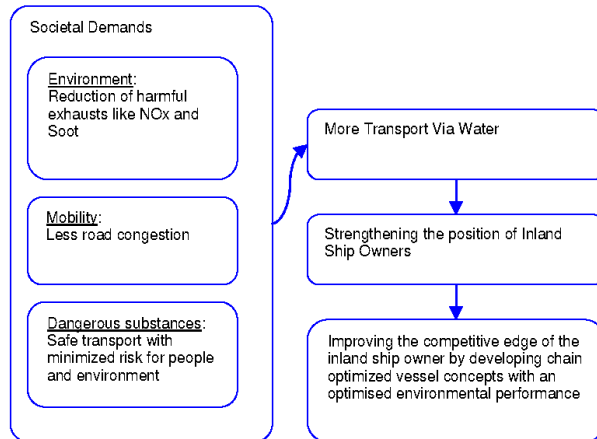 Societal Demands
Environment:
Reduction of harmful
exhausts like NOx and
Soot
Mobility:
Less road congestion
Dangerous substances:
Safe transport with
minimized risk for people
and environment
More Transport Via Water
Strengthening the position of Inland
Ship Owners
Improving the competitive edge of the
inland ship owner by developing chain
optimized vessel concepts with an
optimised environmental performance